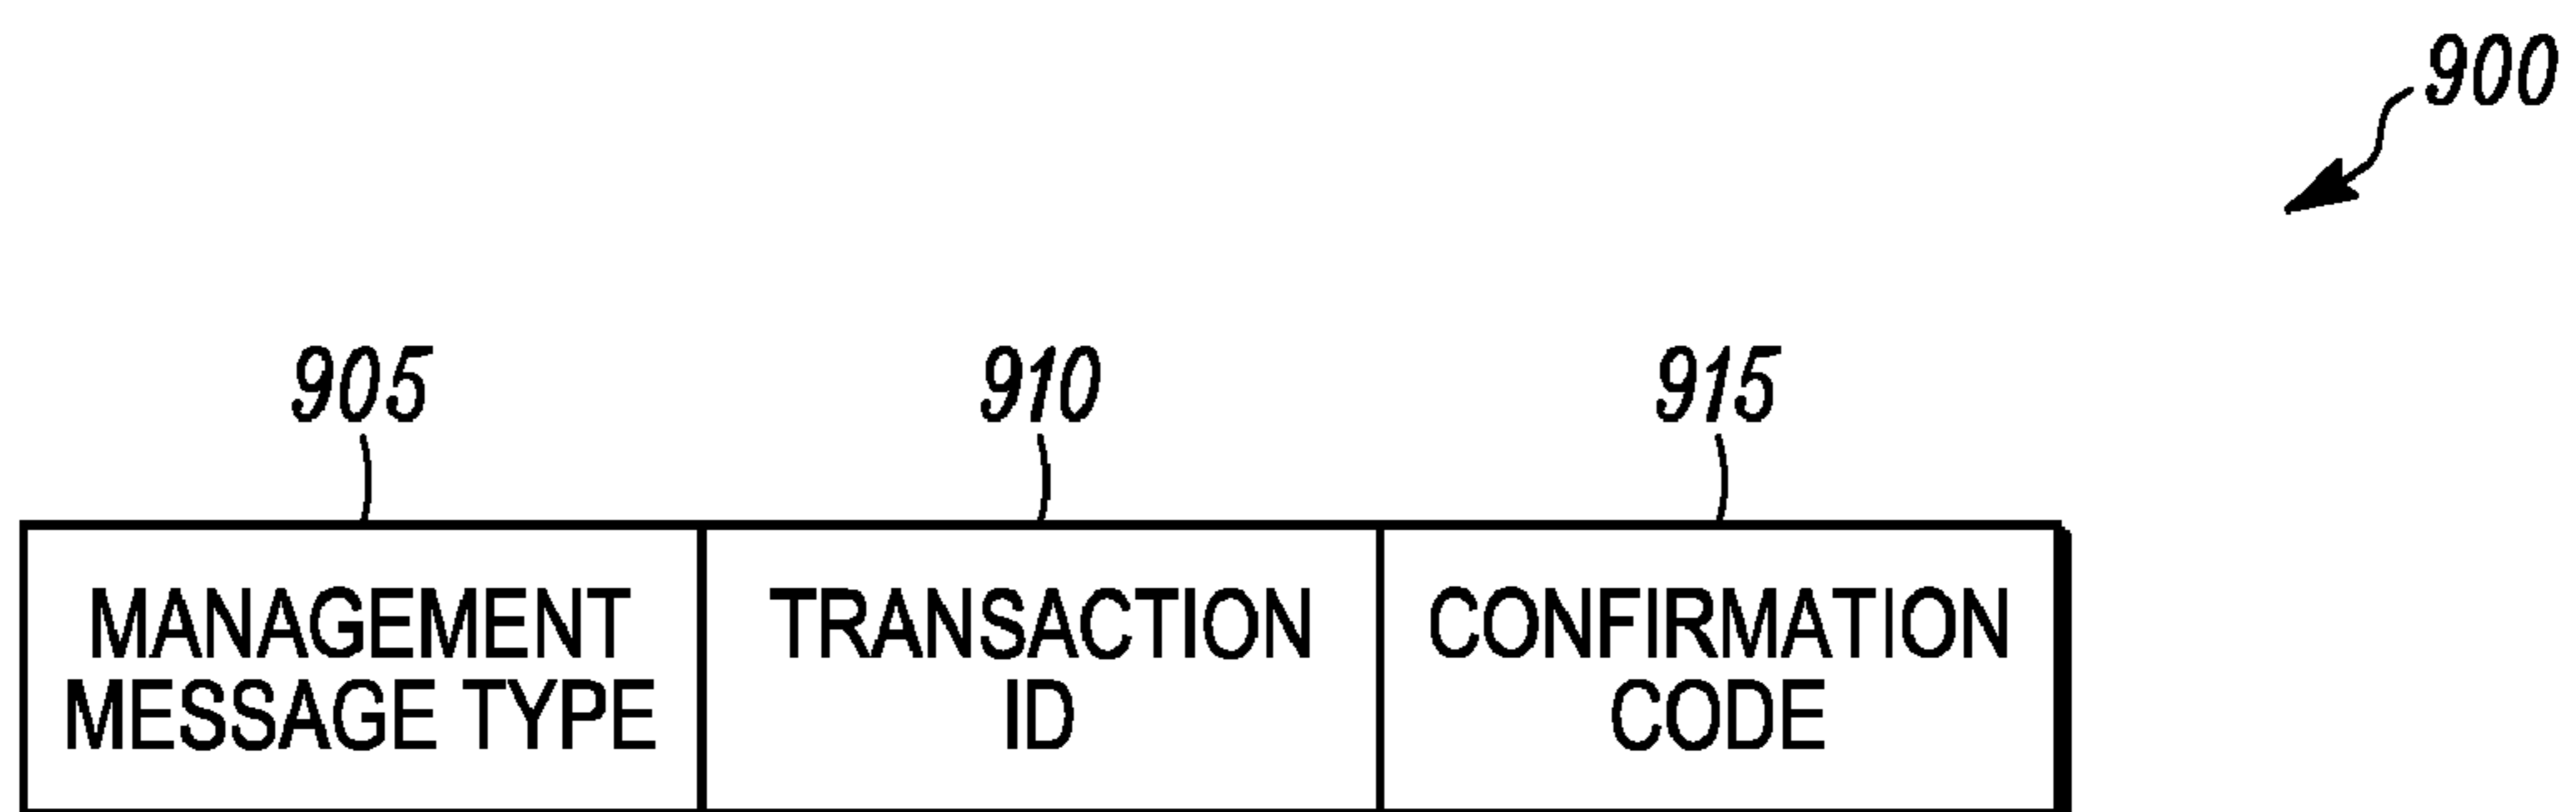 900
905 910 915
MANAGEMENT MESSAGE TYPE
TRANSACTION ID
CONFIRMATION CODE